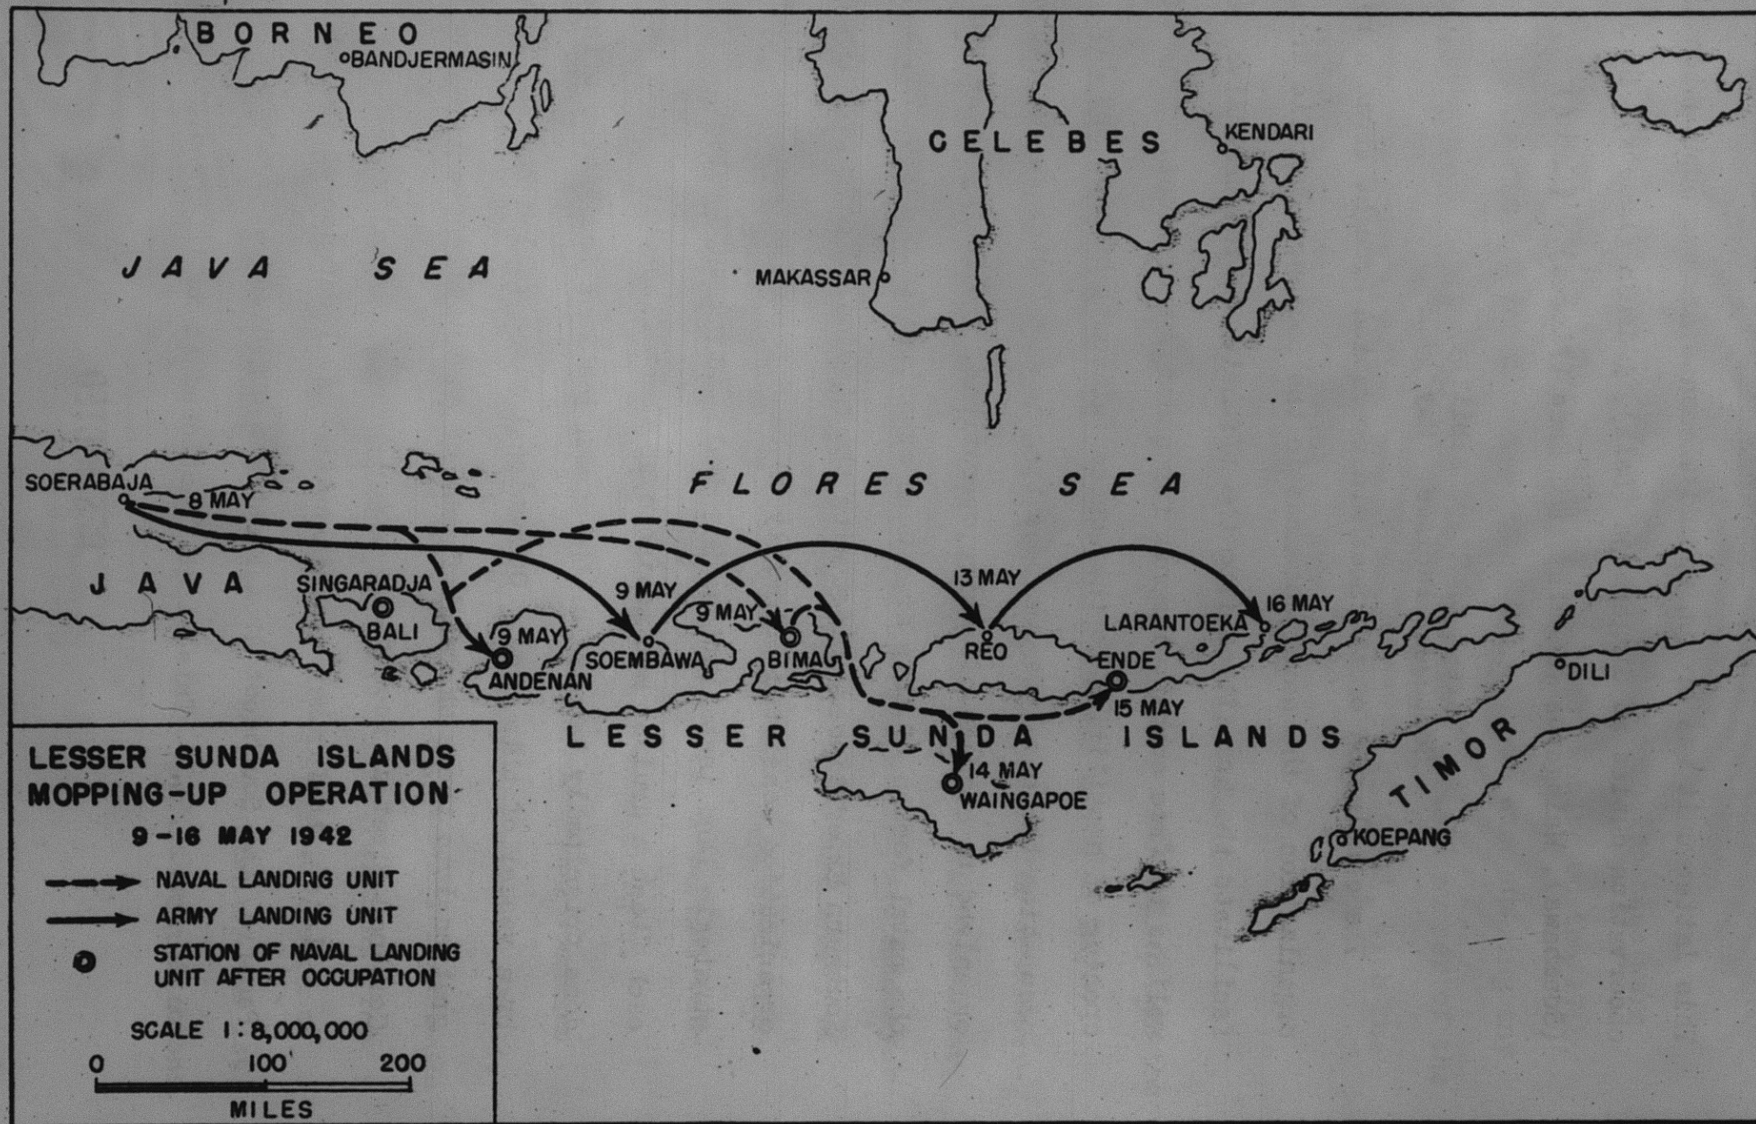 BORNEO
BANDJERMASIN
CELEBES
KENDARI
JAVA SEA
MAKASSAR
SOERABAJA
8 MAY
FLORES SEA
JAVA
SINGARADJA
BALI
9 MAY
ANDENAN
9 MAY
SOEMBAWA
9 MAY
BIMA
13 MAY
REO
LARANTOEKA
16 MAY
ENDE
15 MAY
DILI
LESSER SUNDA ISLANDS
14 MAY
WAINGAPOE
TIMOR
KOEPANG
LESSER SUNDA ISLANDS
MOPPING-UP OPERATION
9-16 MAY 1942
NAVAL LANDING UNIT
ARMY LANDING UNIT
STATION OF NAVAL LANDING
UNIT AFTER OCCUPATION
SCALE 1:8,000,000
0 100 200
MILES